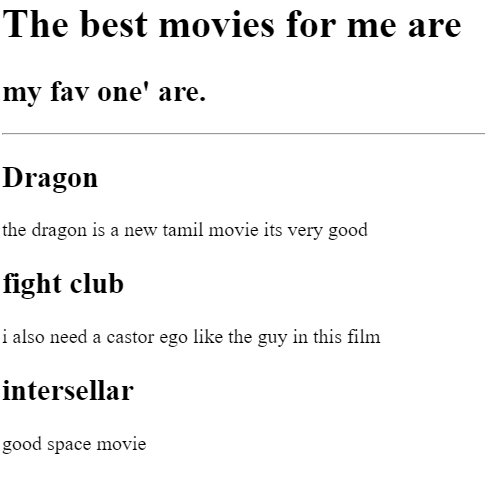 The best movies for me are
my fav one' are.
Dragon
the dragon is a new tamil movie its very good
fight club
i also need a castor ego like the guy in this film
intersellar
good space movie